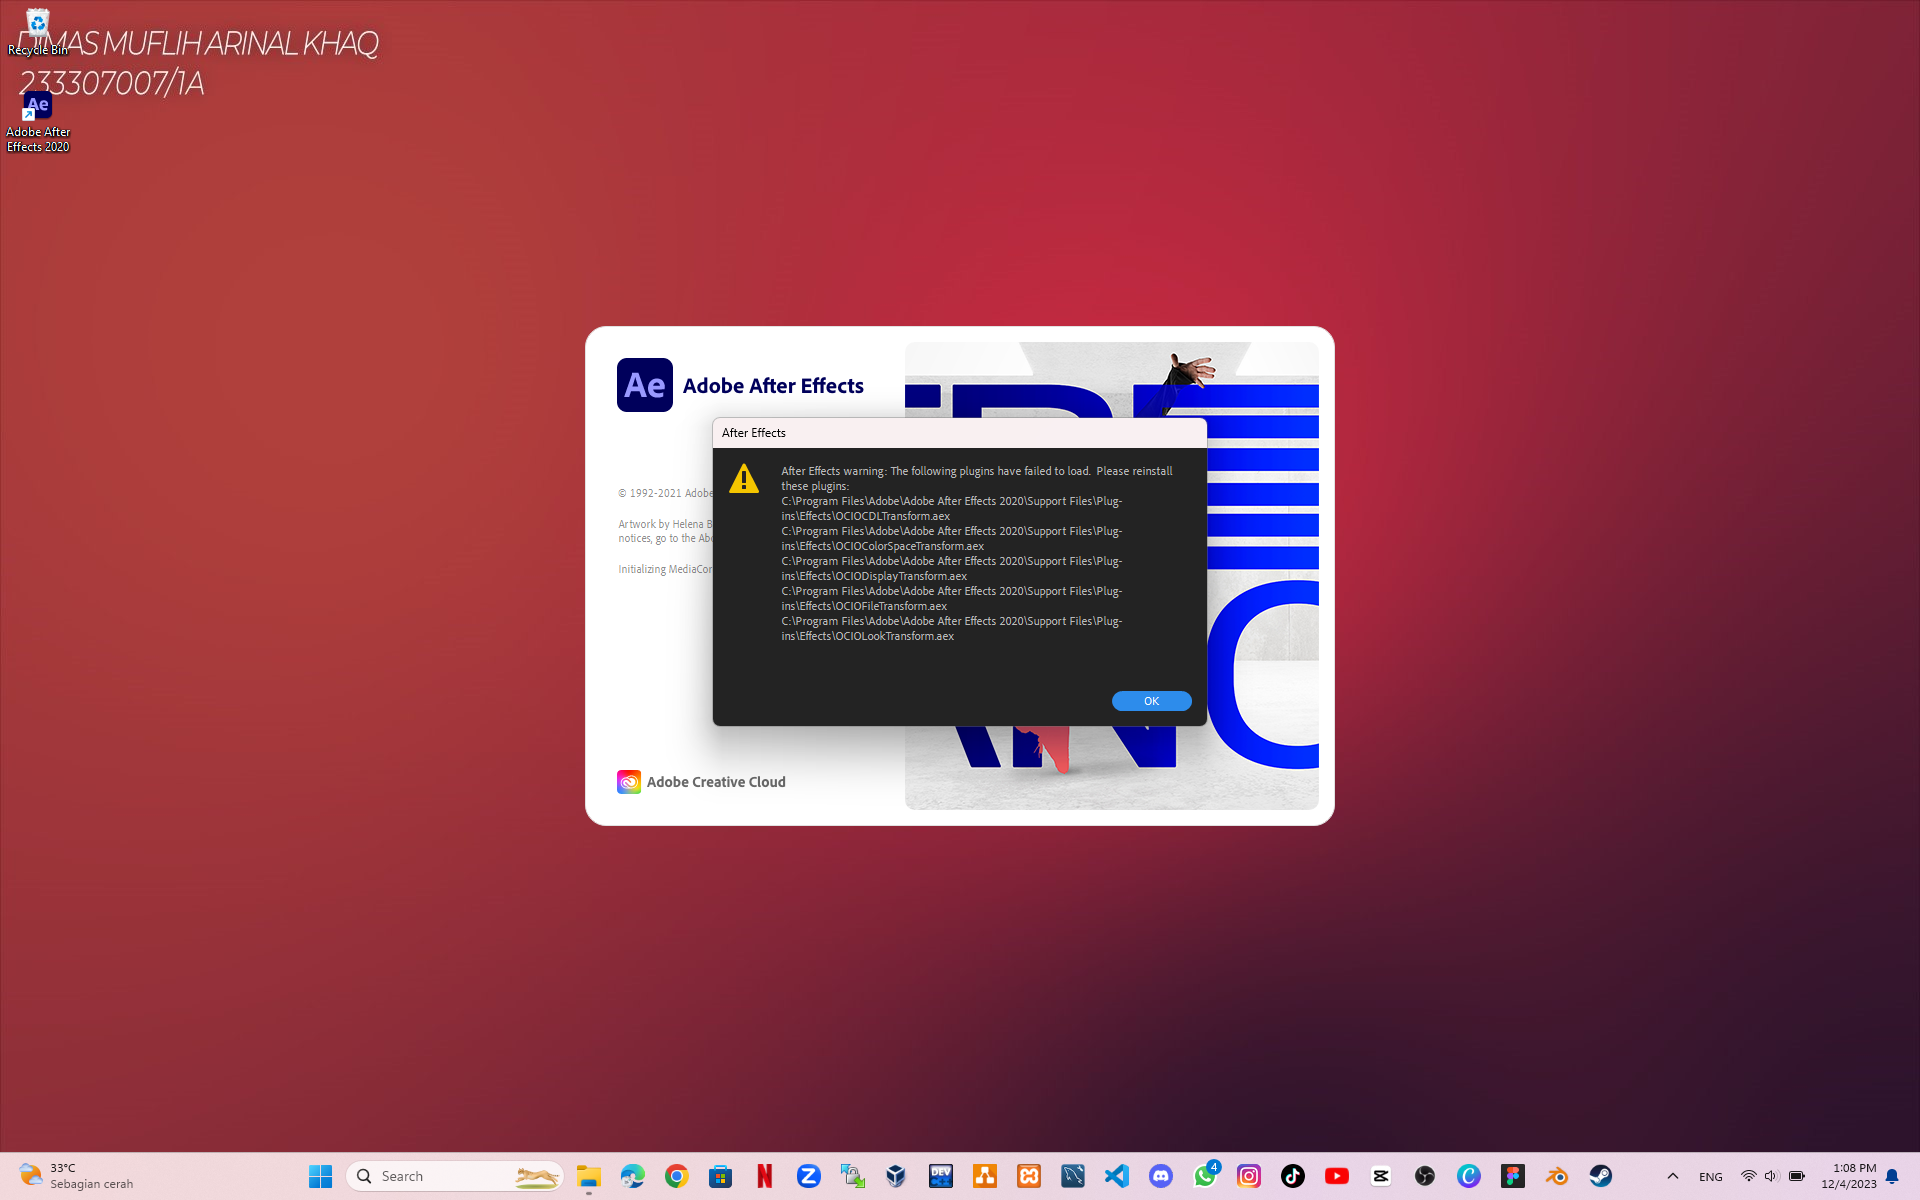 DIMAS MUFLIH ARINAL KHAQ
Recycle Bin
233307007/1A
Ae
Adobe After
Effects 2020
Ae
Adobe After Effects
© 1992-2021 Adobe
Artwork by Helena B
notices, go to the Abo
Initializing MediaCor
Adobe Creative Cloud
After Effects
After Effects warning: The following plugins have failed to load.  Please reinstall
these plugins:
C:\Program Files\Adobe\Adobe After Effects 2020\Support Files\Plug-
ins\Effects\OCIOCDLTransform.aex
C:\Program Files\Adobe\Adobe After Effects 2020\Support Files\Plug-
ins\Effects\OCIOColorSpaceTransform.aex
C:\Program Files\Adobe\Adobe After Effects 2020\Support Files\Plug-
ins\Effects\OCIODisplayTransform.aex
C:\Program Files\Adobe\Adobe After Effects 2020\Support Files\Plug-
ins\Effects\OCIOFileTransform.aex
C:\Program Files\Adobe\Adobe After Effects 2020\Support Files\Plug-
ins\Effects\OCIOLookTransform.aex
OK
33°C
Sebagian cerah
Search
DEV
4
ENG
1:08 PM
12/4/2023